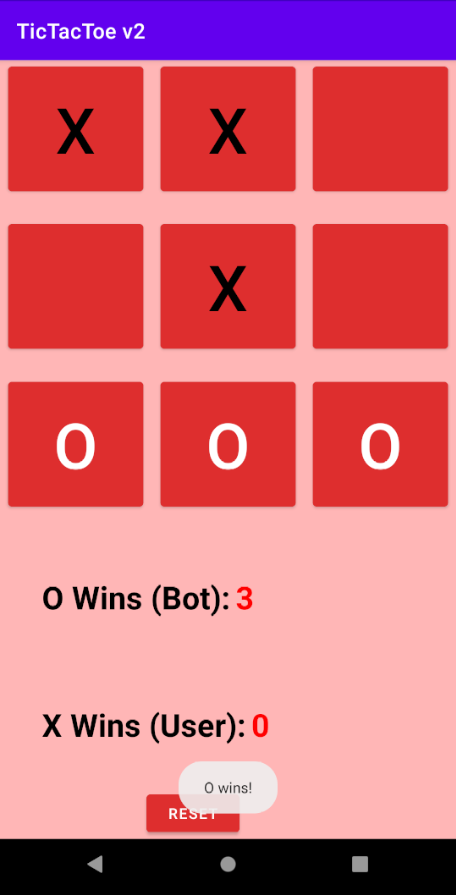 TicTacToe v2
X X
X
O O O
O Wins (Bot): 3
X Wins (User): 0
O wins!
RESET